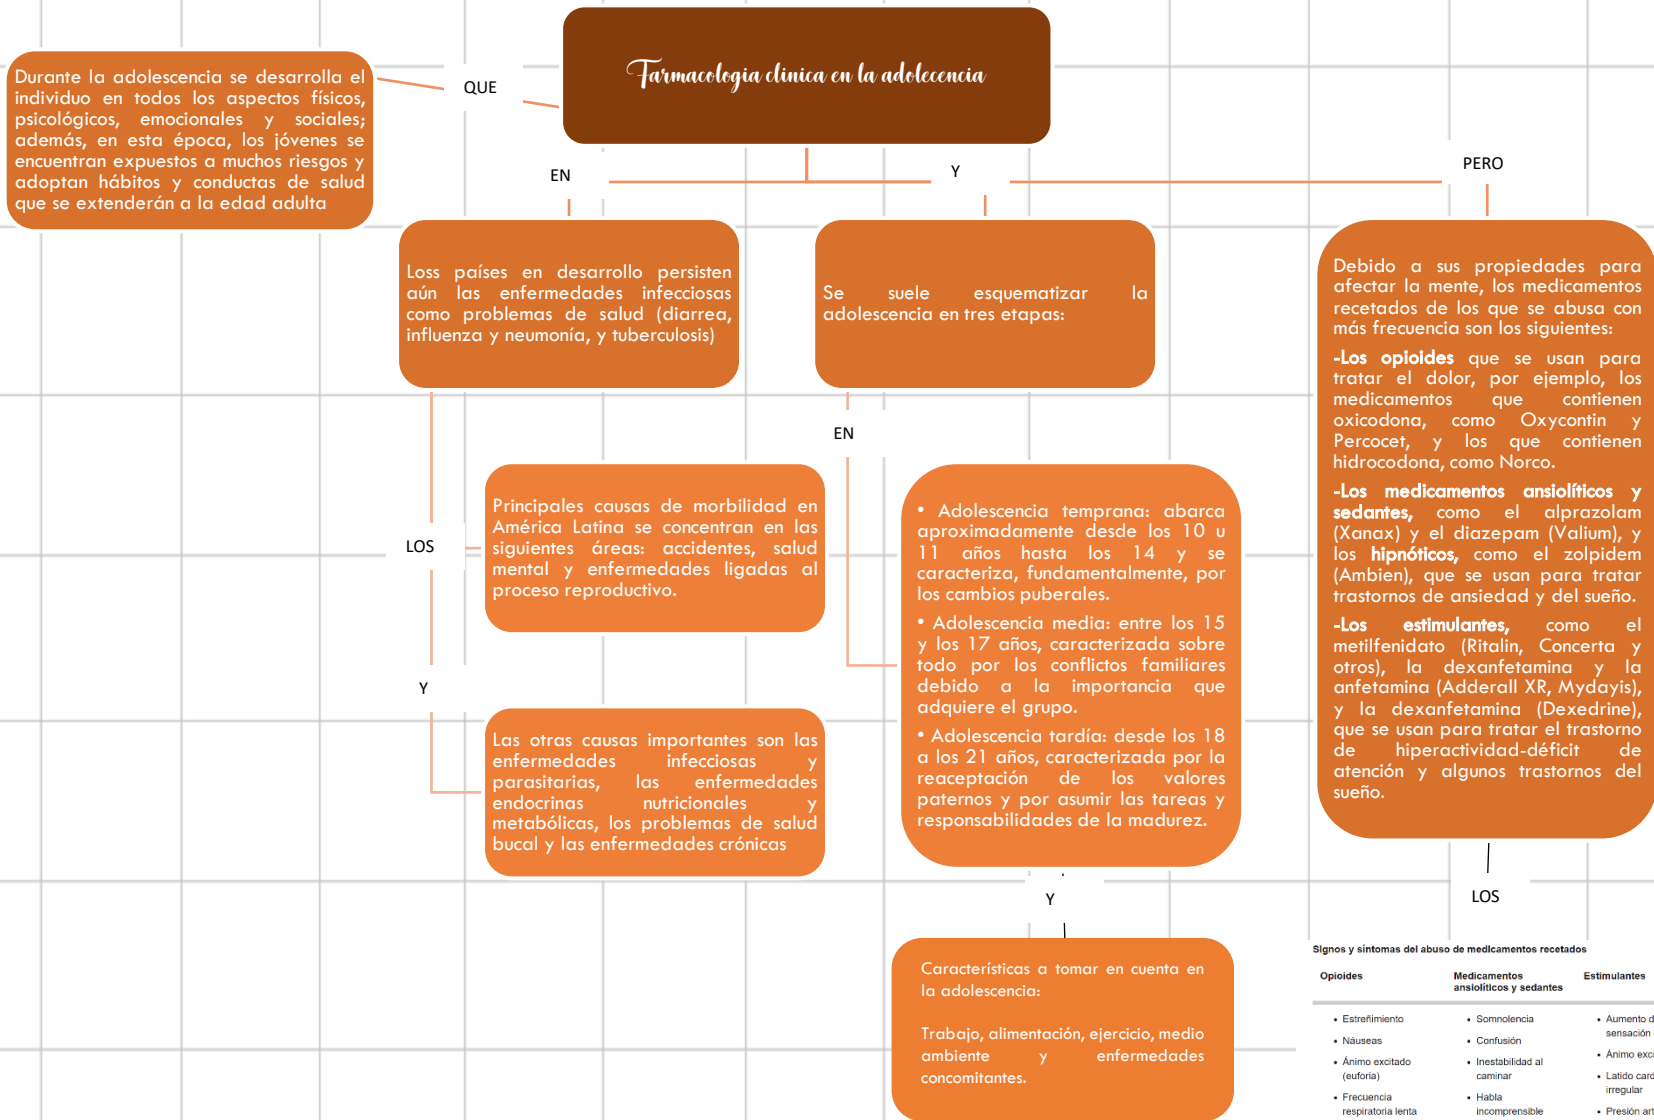 Farmacologia clinica en la adolecencia
Durante la adolescencia se desarrolla el
individuo en todos los aspectos físicos,
psicológicos, emocionales y sociales;
además, en esta época, los jóvenes se
encuentran expuestos a muchos riesgos y
adoptan hábitos y conductas de salud
que se extenderán a la edad adulta
QUE
EN
Y
PERO
Loss países en desarrollo persisten
aún las enfermedades infecciosas
como problemas de salud (diarrea,
influenza y neumonía, y tuberculosis)
Se suele esquematizar la
adolescencia en tres etapas:
Debido a sus propiedades para
afectar la mente, los medicamentos
recetados de los que se abusa con
más frecuencia son los siguientes:
-Los opioides que se usan para
tratar el dolor, por ejemplo, los
medicamentos que contienen
oxicodona, como Oxycontin y
Percocet, y los que contienen
hidrocodona, como Norco.
-Los medicamentos ansiolíticos y
sedantes, como el alprazolam
(Xanax) y el diazepam (Valium), y
los hipnóticos, como el zolpidem
(Ambien), que se usan para tratar
trastornos de ansiedad y del sueño.
-Los estimulantes, como el
metilfenidato (Ritalin, Concerta y
otros), la dexanfetamina y la
anfetamina (Adderall XR, Mydayis),
y la dexanfetamina (Dexedrine),
que se usan para tratar el trastorno
de hiperactividad-déficit de
atención y algunos trastornos del
sueño.
LOS
Principales causas de morbilidad en
América Latina se concentran en las
siguientes áreas: accidentes, salud
mental y enfermedades ligadas al
proceso reproductivo.
Y
Las otras causas importantes son las
enfermedades infecciosas y
parasitarias, las enfermedades
endocrinas nutricionales y
metabólicas, los problemas de salud
bucal y las enfermedades crónicas
EN
• Adolescencia temprana: abarca
aproximadamente desde los 10 u
11 años hasta los 14 y se
caracteriza, fundamentalmente, por
los cambios puberales.
• Adolescencia media: entre los 15
y los 17 años, caracterizada sobre
todo por los conflictos familiares
debido a la importancia que
adquiere el grupo.
• Adolescencia tardía: desde los 18
a los 21 años, caracterizada por la
reaceptación de los valores
paternos y por asumir las tareas y
responsabilidades de la madurez.
Y
Características a tomar en cuenta en
la adolescencia:
Trabajo, alimentación, ejercicio, medio
ambiente y enfermedades
concomitantes.
LOS
Signos y síntomas del abuso de medicamentos recetados
Opioides
• Estreñimiento
• Náuseas
• Ánimo excitado
(euforia)
• Frecuencia
respiratoria lenta
Medicamentos
ansiolíticos y sedantes
• Somnolencia
• Confusión
• Inestabilidad al
caminar
• Habla
incomprensible
Estimulantes
• Aumento d
sensación
• Ánimo exci
• Latido card
irregular
• Presión art